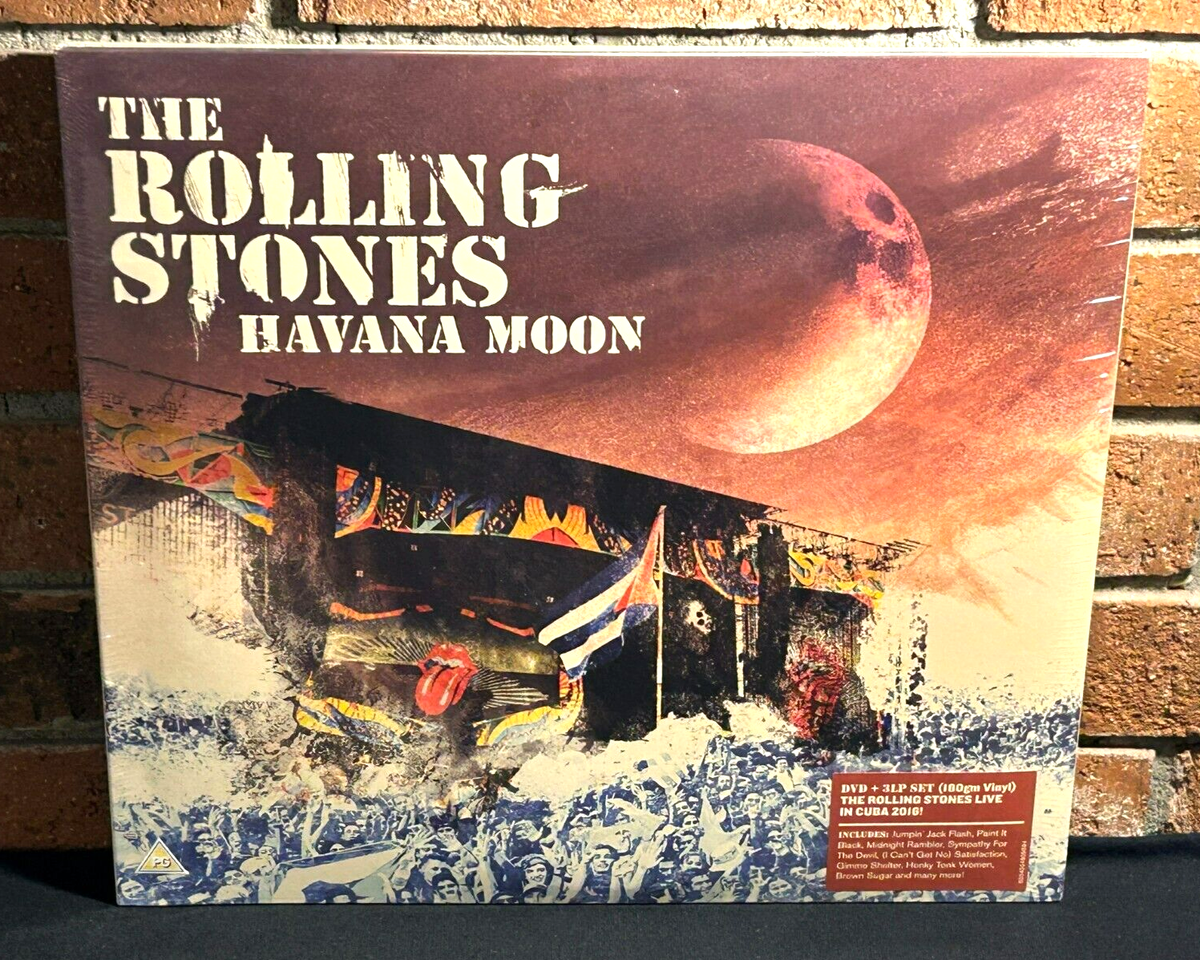 THE
ROLLING
STONES
HAVANA MOON
PG
DVD + 3LP SET (180gm Vinyl)
THE ROLLING STONES LIVE
IN CUBA 2016!
INCLUDES: Jumpin' Jack Flash, Paint It
Black, Midnight Rambler, Sympathy For
The Devil, (I Can't Get No) Satisfaction,
Gimme Shelter, Honky Tonk Women,
Brown Sugar and many more!